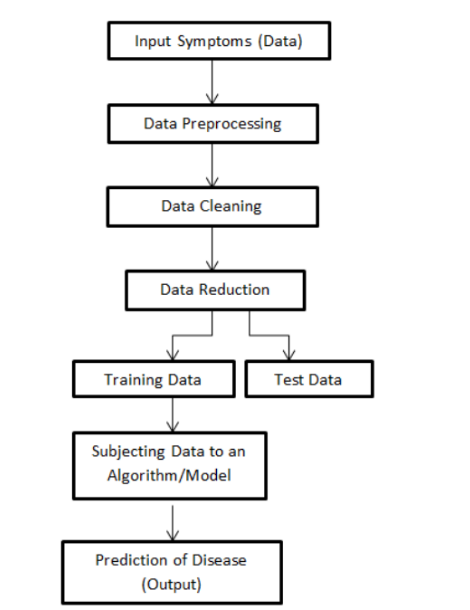 Input Symptoms (Data)
Data Preprocessing
Data Cleaning
Data Reduction
Training Data
Test Data
Subjecting Data to an
Algorithm/Model
Prediction of Disease
(Output)